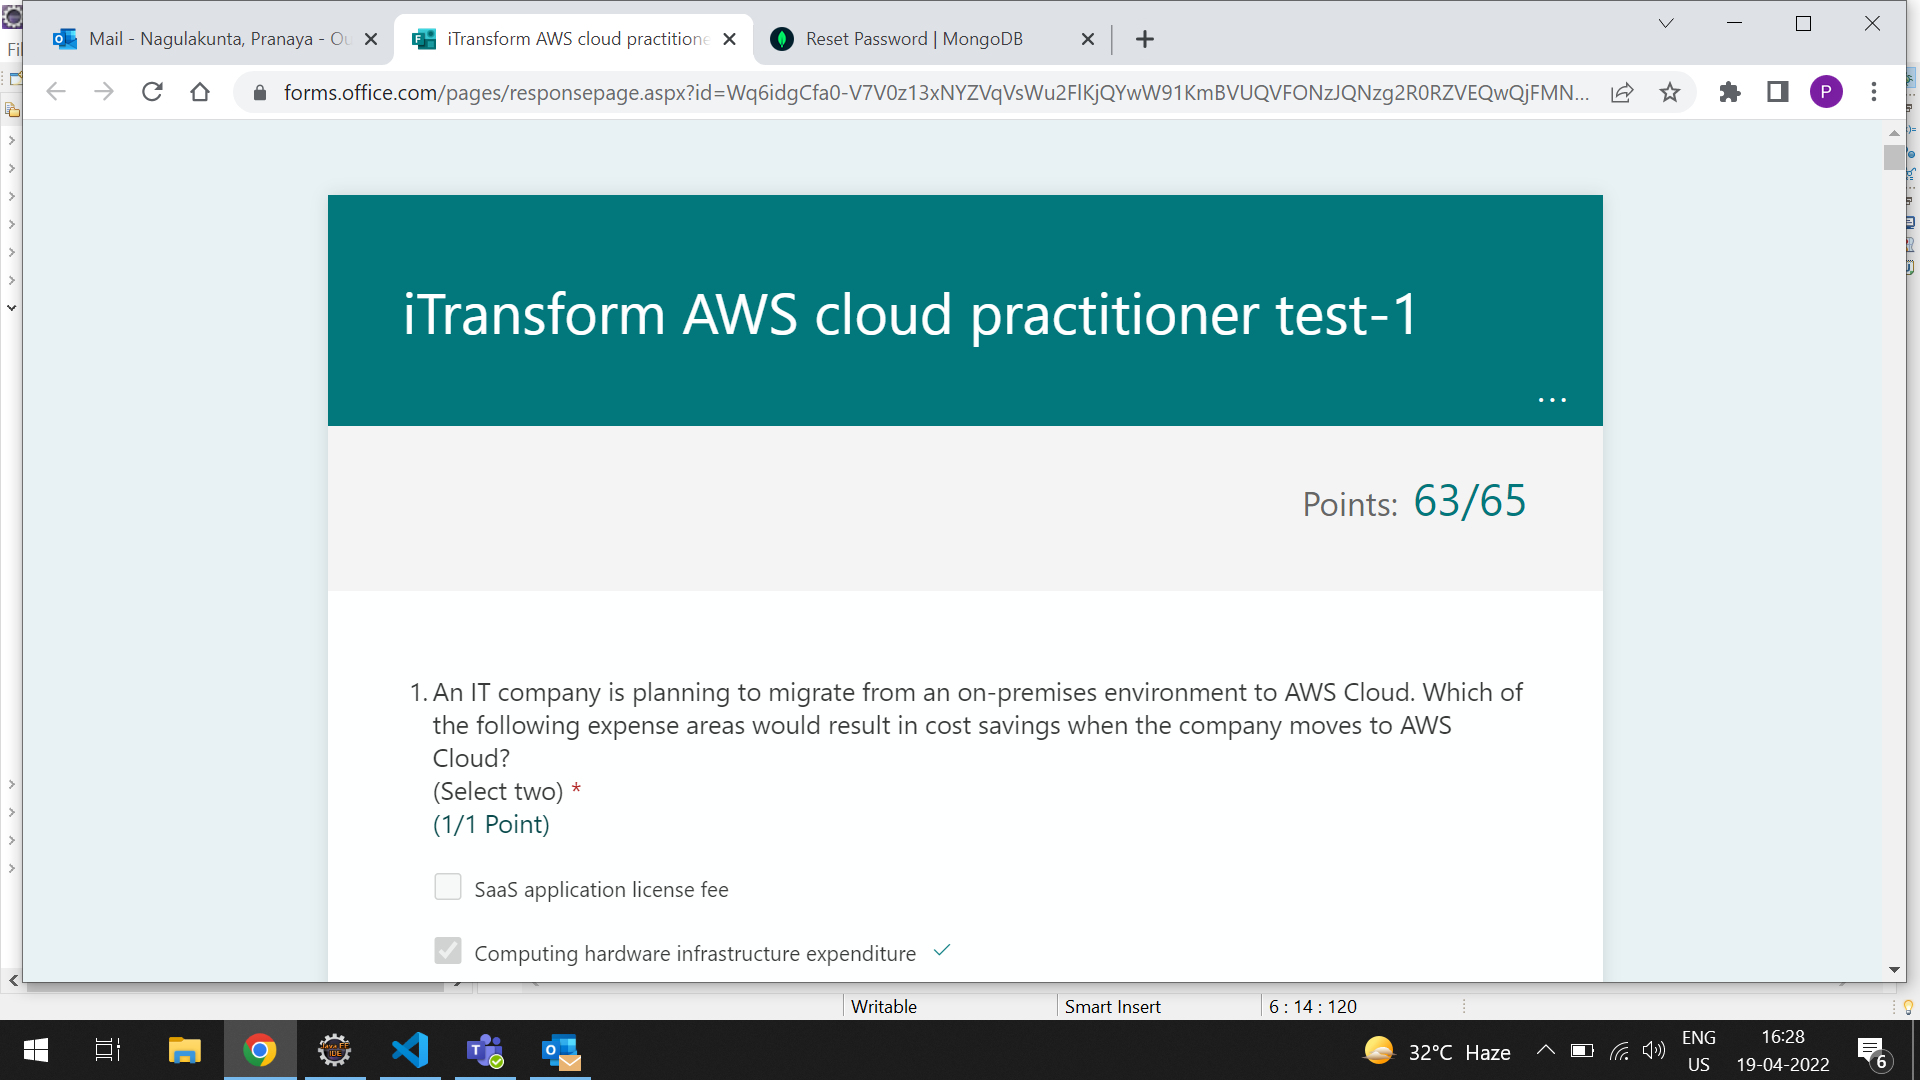 Mail - Nagulakunta, Pranaya - Ou
iTransform AWS cloud practitione
Reset Password | MongoDB
forms.office.com/pages/responsepage.aspx?id=Wq6idgCfa0-V7V0z13xNYZVqVsWu2FlKjQYwW91KmBVUQVFONzJQNzg2R0RZVEQwQjFMN...
P
iTransform AWS cloud practitioner test-1
...
Points: 63/65
1. An IT company is planning to migrate from an on-premises environment to AWS Cloud. Which of
the following expense areas would result in cost savings when the company moves to AWS
Cloud?
(Select two) *
(1/1 Point)
SaaS application license fee
Computing hardware infrastructure expenditure
Writable
Smart Insert
6 : 14 : 120
32°C Haze
ENG
US
16:28
19-04-2022
6